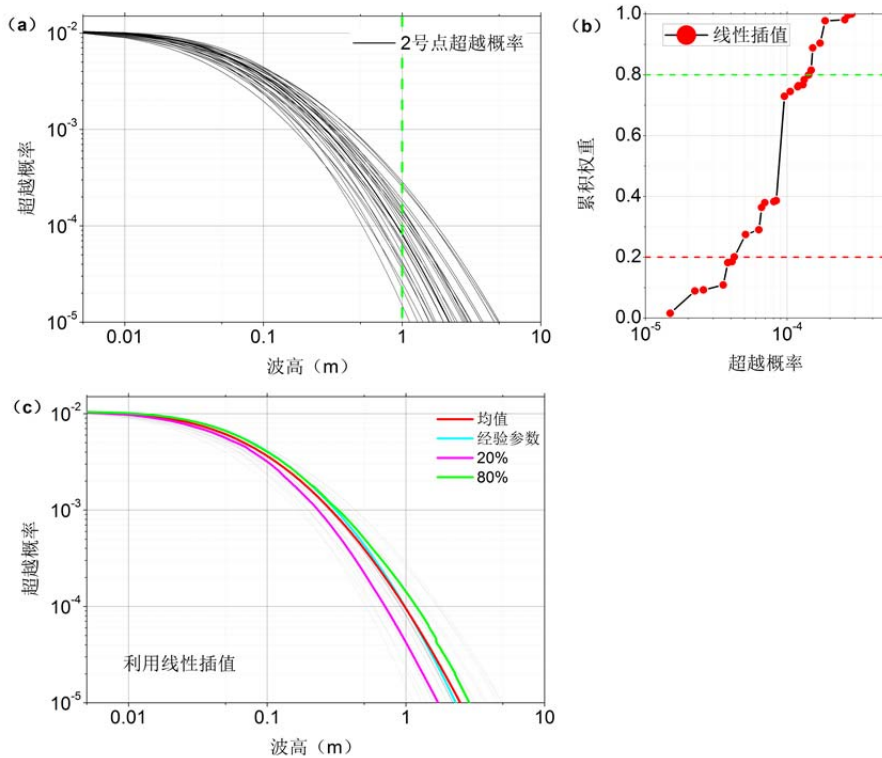 (a)
10⁻²
10⁻³
10⁻⁴
10⁻⁵
超越概率
2号点超越概率
0.01
0.1
1
10
波高（m）
(b)
1.0
0.8
0.6
0.4
0.2
0.0
累积权重
线性插值
10⁻⁵
10⁻⁴
超越概率
(c)
10⁻²
10⁻³
10⁻⁴
10⁻⁵
超越概率
均值
经验参数
20%
80%
利用线性插值
0.01
0.1
1
10
波高（m）